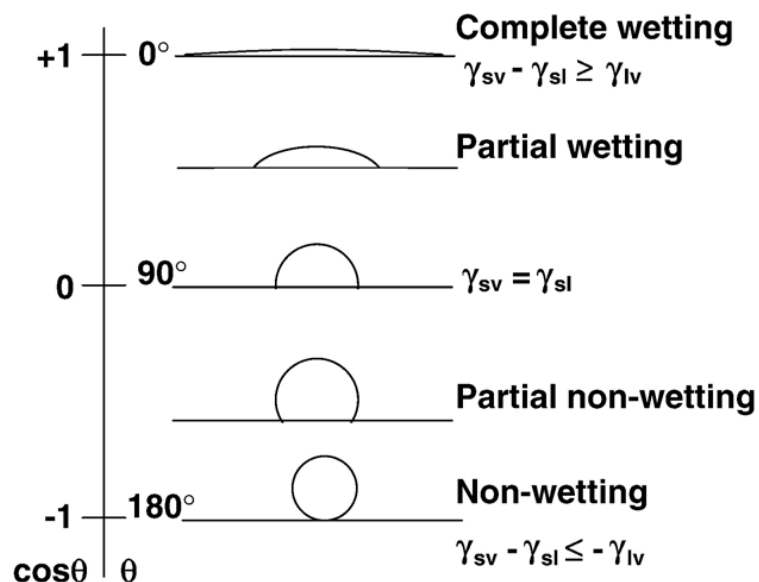 Complete wetting
+1 0°
γsv - γsl ≥ γlv
Partial wetting
0 90° γsv = γsl
Partial non-wetting
Non-wetting
-1 180°
γsv - γsl ≤ - γlv
cosθ θ